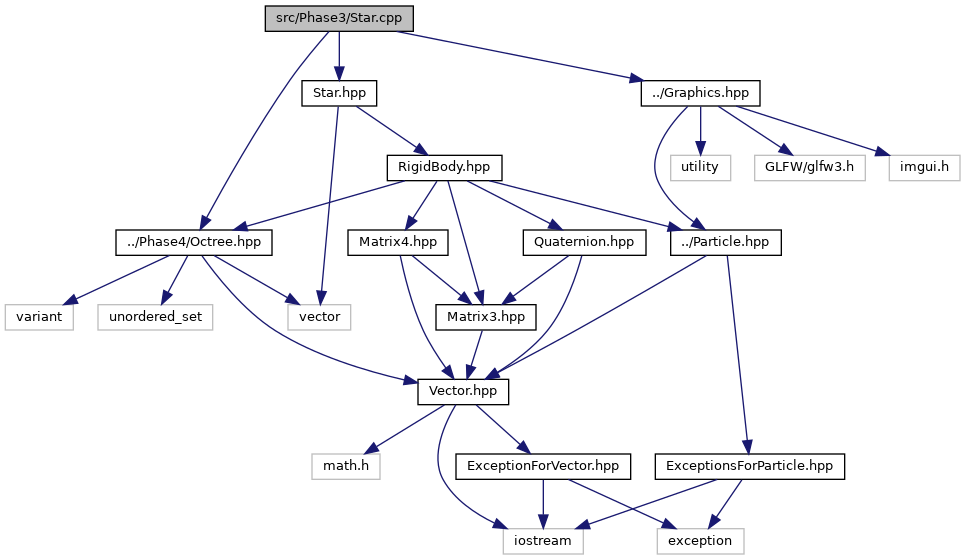 src/Phase3/Star.cpp
Star.hpp
../Graphics.hpp
RigidBody.hpp
utility
GLFW/glfw3.h
imgui.h
../Phase4/Octree.hpp
Matrix4.hpp
Quaternion.hpp
../Particle.hpp
variant
unordered_set
vector
Matrix3.hpp
Vector.hpp
math.h
ExceptionForVector.hpp
ExceptionsForParticle.hpp
iostream
exception